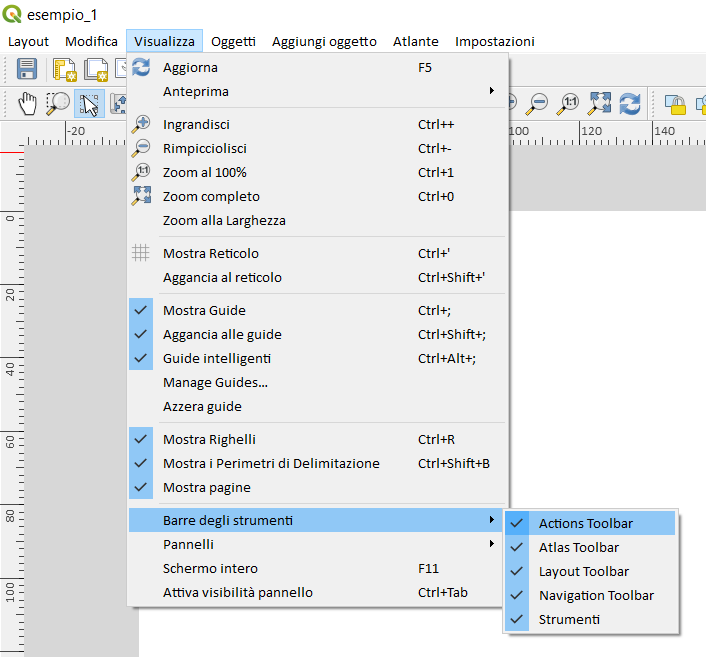 esempio_1
Layout Modifica Visualizza Oggetti Aggiungi oggetto Atlante Impostazioni
Aggiorna F5
Anteprima
Ingrandisci Ctrl++
Rimpicciolisci Ctrl+-
Zoom al 100% Ctrl+1
Zoom completo Ctrl+0
Zoom alla Larghezza
Mostra Reticolo Ctrl+'
Aggancia al reticolo Ctrl+Shift+'
Mostra Guide Ctrl+;
Aggancia alle guide Ctrl+Shift+;
Guide intelligenti Ctrl+Alt+;
Manage Guides...
Azzera guide
Mostra Righelli Ctrl+R
Mostra i Perimetri di Delimitazione Ctrl+Shift+B
Mostra pagine
Barre degli strumenti
Pannelli
Schermo intero F11
Attiva visibilità pannello Ctrl+Tab
Actions Toolbar
Atlas Toolbar
Layout Toolbar
Navigation Toolbar
Strumenti
1:1
1:1
-20 100 120 140
0
20
40
60
80
100